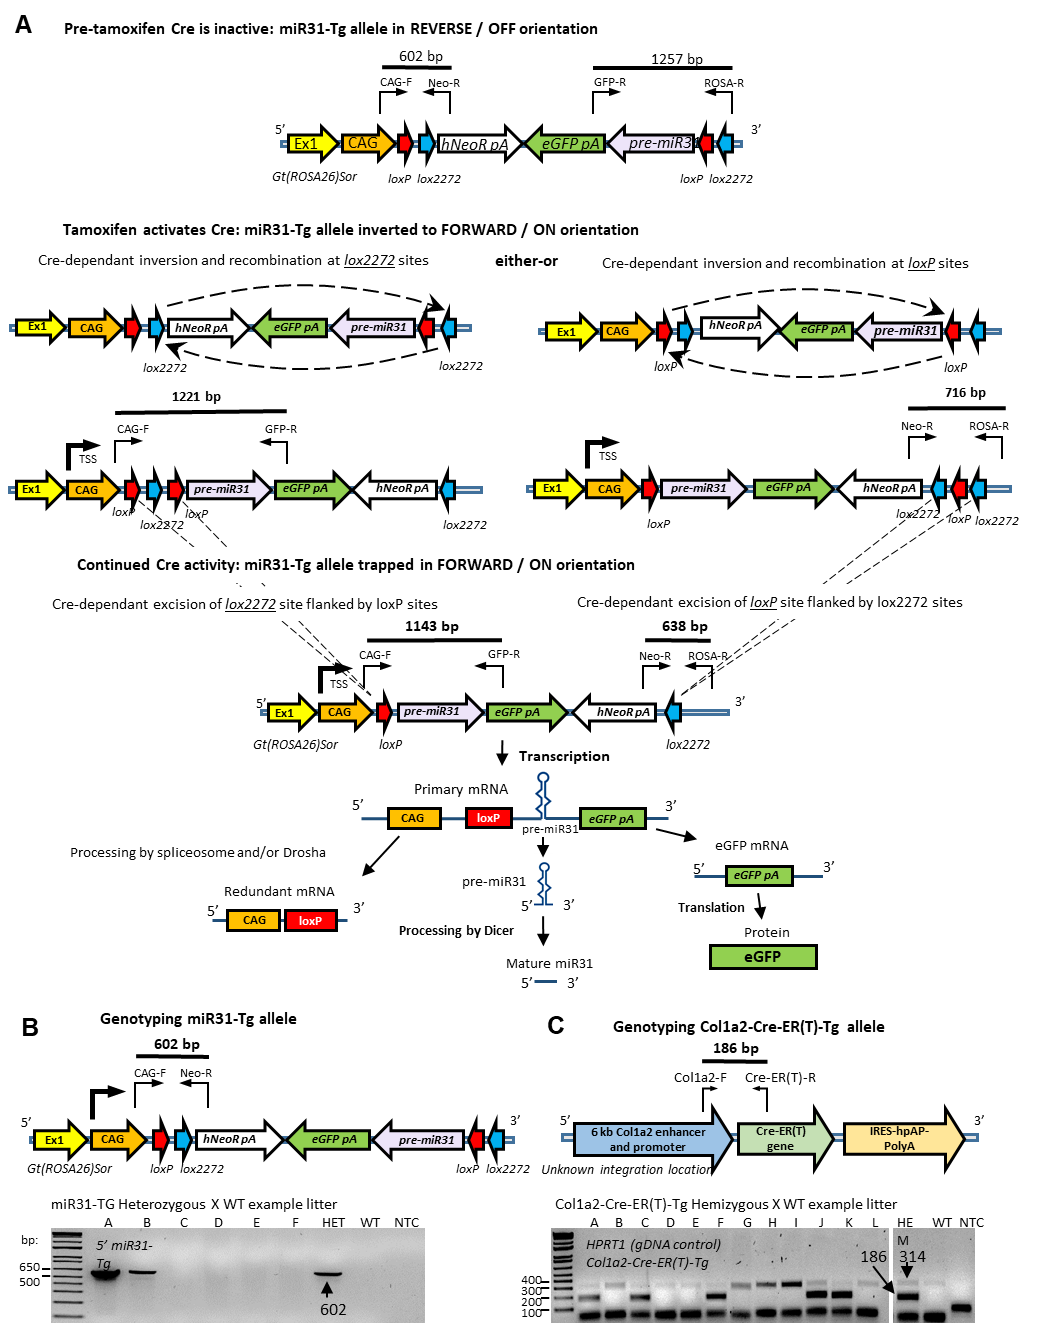 A
Pre-tamoxifen Cre is inactive: miR31-Tg allele in REVERSE / OFF orientation
602 bp
1257 bp
CAG-F Neo-R GFP-R ROSA-R
5’ 3’
Ex1 CAG hNeoR pA eGFP pA pre-miR31
Gt(ROSA26)Sor loxP lox2272 loxP lox2272
Tamoxifen activates Cre: miR31-Tg allele inverted to FORWARD / ON orientation
Cre-dependant inversion and recombination at lox2272 sites
either-or
Cre-dependant inversion and recombination at loxP sites
Ex1 CAG hNeoR pA eGFP pA pre-miR31
lox2272 lox2272
Ex1 CAG hNeoR pA eGFP pA pre-miR31
loxP loxP
1221 bp
CAG-F GFP-R
TSS
Ex1 CAG pre-miR31 eGFP pA hNeoR pA
loxP lox2272 loxP lox2272
716 bp
Neo-R ROSA-R
TSS
Ex1 CAG pre-miR31 eGFP pA hNeoR pA
loxP lox2272 loxP lox2272
Continued Cre activity: miR31-Tg allele trapped in FORWARD / ON orientation
Cre-dependant excision of lox2272 site flanked by loxP sites
Cre-dependant excision of loxP site flanked by lox2272 sites
1143 bp
638 bp
CAG-F GFP-R Neo-R ROSA-R
TSS
5’ 3’
Ex1 CAG pre-miR31 eGFP pA hNeoR pA
Gt(ROSA26)Sor loxP lox2272
Transcription
Primary mRNA
5’ 3’
CAG loxP pre-miR31 eGFP pA
Processing by spliceosome and/or Drosha
Redundant mRNA
5’ 3’
CAG loxP
pre-miR31
5’ 3’
Processing by Dicer
Mature miR31
5’ 3’
eGFP mRNA
5’ 3’
eGFP pA
Translation
Protein
eGFP
B
Genotyping miR31-Tg allele
602 bp
CAG-F Neo-R
5’ 3’
Ex1 CAG hNeoR pA eGFP pA pre-miR31
Gt(ROSA26)Sor loxP lox2272 loxP lox2272
miR31-TG Heterozygous X WT example litter
A B C D E F HET WT NTC
bp:
5’ miR31-
Tg
650
500
602
C
Genotyping Col1a2-Cre-ER(T)-Tg allele
186 bp
Col1a2-F Cre-ER(T)-R
5’ 3’
6 kb Col1a2 enhancer
and promoter
Cre-ER(T)
gene
IRES-hpAP-
PolyA
Unknown integration location
Col1a2-Cre-ER(T)-Tg Hemizygous X WT example litter
A B C D E F G H I J K L HE WT NTC
M
HPRT1 (gDNA control)
Col1a2-Cre-ER(T)-Tg
186 314
400
300
200
100